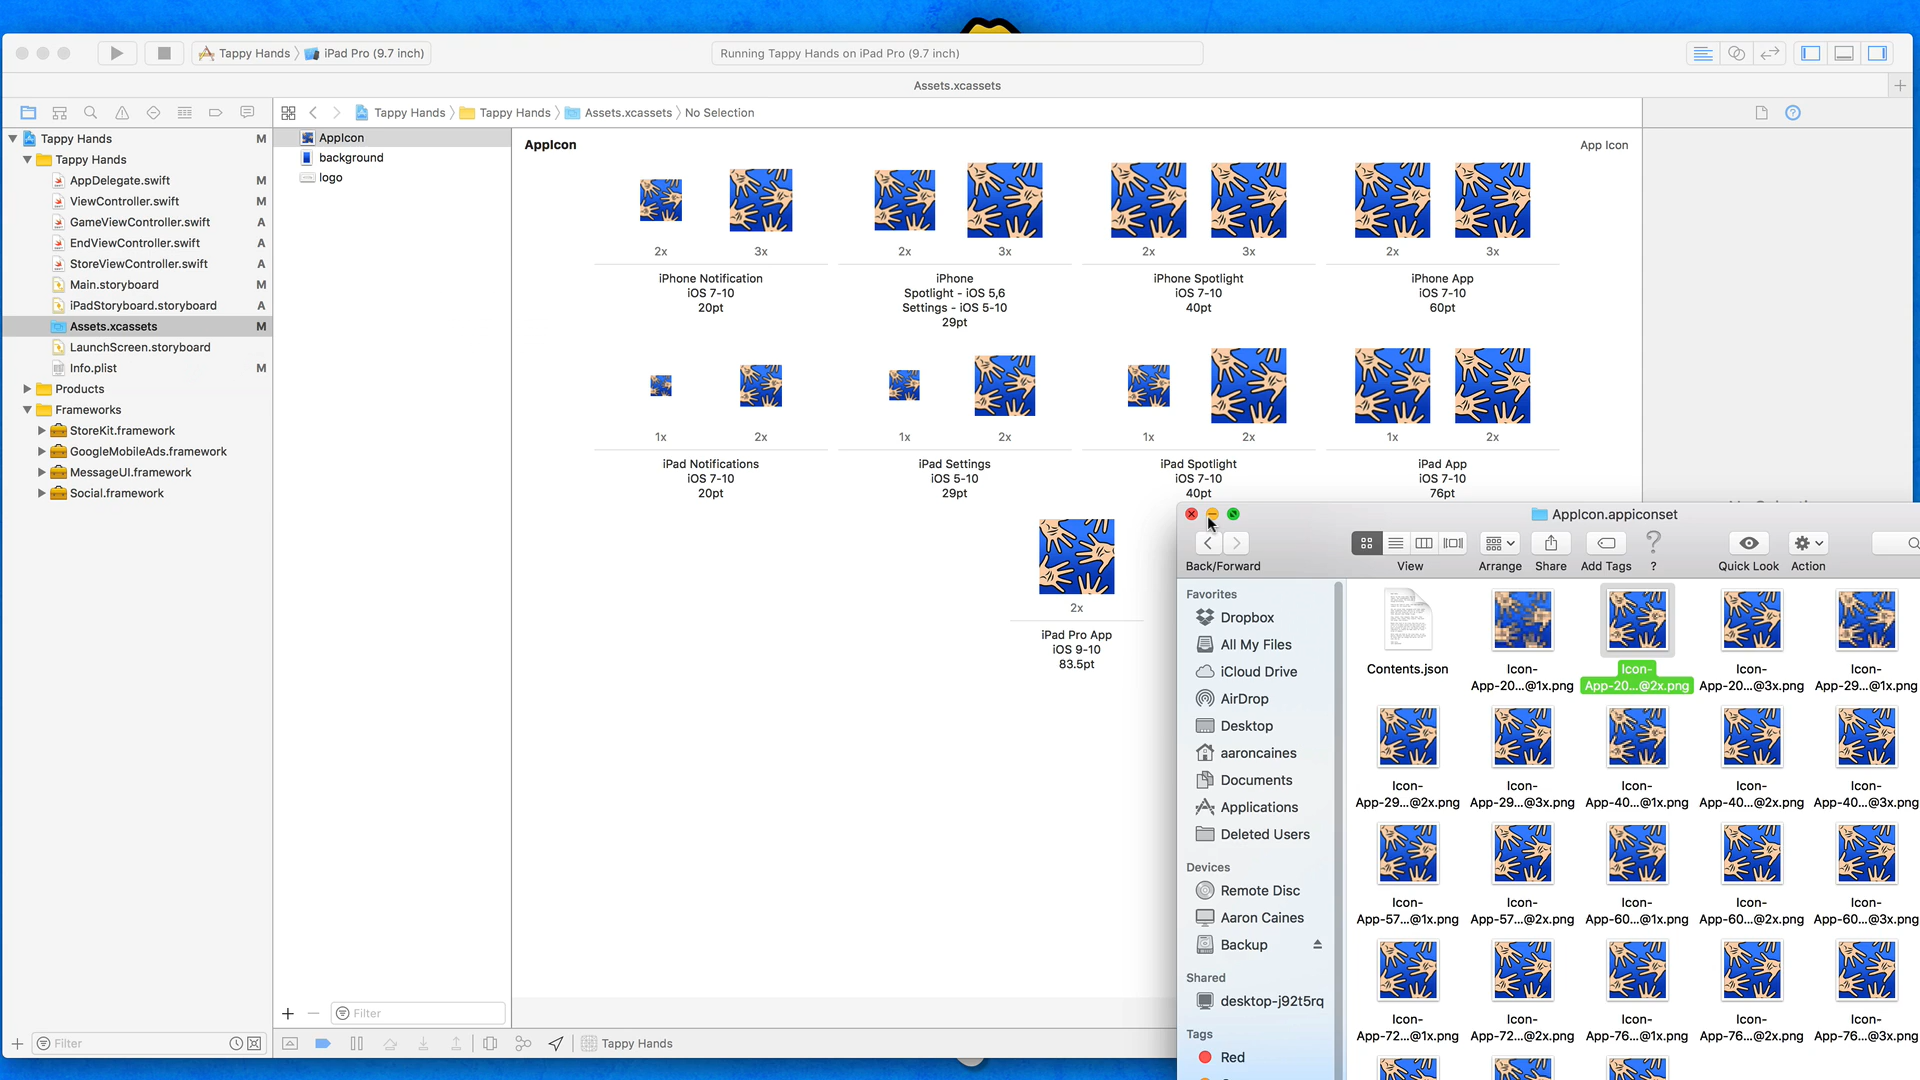 Tappy Hands
iPad Pro (9.7 inch)
Running Tappy Hands on iPad Pro (9.7 inch)
Assets.xcassets
Tappy Hands
Tappy Hands
Assets.xcassets
No Selection
Tappy Hands M
Tappy Hands
AppDelegate.swift M
ViewController.swift M
GameViewController.swift A
EndViewController.swift A
StoreViewController.swift A
Main.storyboard M
iPadStoryboard.storyboard A
Assets.xcassets M
LaunchScreen.storyboard
Info.plist M
Products
Frameworks
StoreKit.framework
GoogleMobileAds.framework
MessageUI.framework
Social.framework
Filter
AppIcon
background
logo
Filter
AppIcon
App Icon
2x 3x
iPhone Notification
iOS 7-10
20pt
2x 3x
iPhone
Spotlight - iOS 5,6
Settings - iOS 5-10
29pt
2x 3x
iPhone Spotlight
iOS 7-10
40pt
2x 3x
iPhone App
iOS 7-10
60pt
1x 2x
iPad Notifications
iOS 7-10
20pt
1x 2x
iPad Settings
iOS 5-10
29pt
1x 2x
iPad Spotlight
iOS 7-10
40pt
1x 2x
iPad App
iOS 7-10
76pt
2x
iPad Pro App
iOS 9-10
83.5pt
Tappy Hands
AppIcon.appiconset
Back/Forward
View
Arrange
Share
Add Tags
?
Quick Look
Action
Favorites
Dropbox
All My Files
iCloud Drive
AirDrop
Desktop
aaroncaines
Documents
Applications
Deleted Users
Devices
Remote Disc
Aaron Caines
Backup
Shared
desktop-j92t5rq
Tags
Red
Contents.json
Icon-
App-20...@1x.png
Icon-
App-20...@2x.png
Icon-
App-20...@3x.png
Icon-
App-29...@1x.png
Icon-
App-29...@2x.png
Icon-
App-29...@3x.png
Icon-
App-40...@1x.png
Icon-
App-40...@2x.png
Icon-
App-40...@3x.png
Icon-
App-57...@1x.png
Icon-
App-57...@2x.png
Icon-
App-60...@1x.png
Icon-
App-60...@2x.png
Icon-
App-60...@3x.png
Icon-
App-72...@1x.png
Icon-
App-72...@2x.png
Icon-
App-76...@1x.png
Icon-
App-76...@2x.png
Icon-
App-76...@3x.png